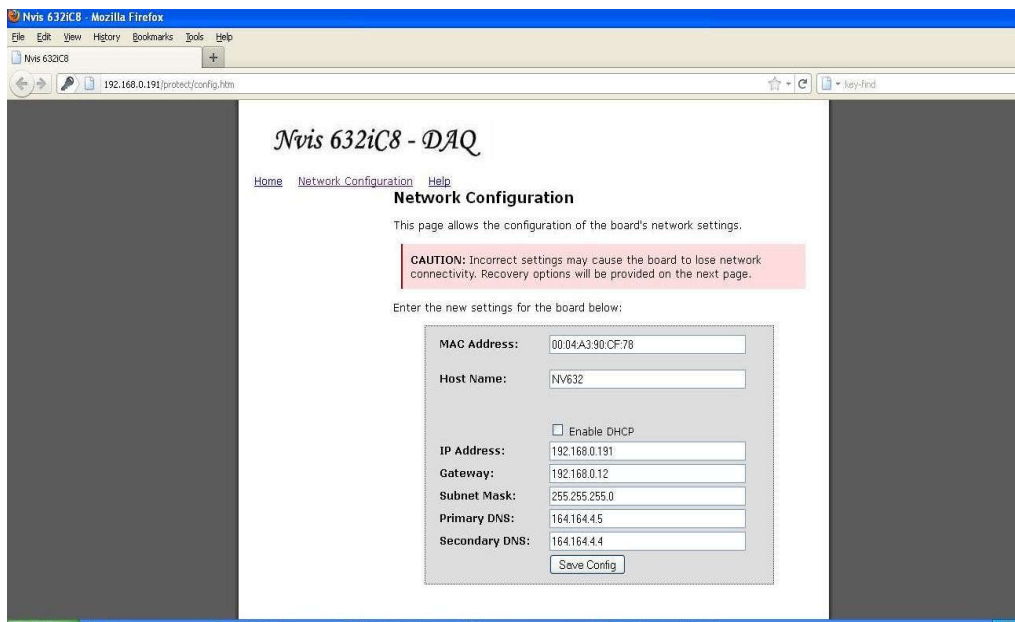 Nvis 632iC8 - Mozilla Firefox
File Edit View History Bookmarks Tools Help
Nvis 632iC8 +
192.168.0.191/protect/config.htm key-find
Nvis 632iC8 - DAQ
Home Network Configuration Help
Network Configuration
This page allows the configuration of the board's network settings.
CAUTION: Incorrect settings may cause the board to lose network
connectivity. Recovery options will be provided on the next page.
Enter the new settings for the board below:
MAC Address: 00:04:A3:90:CF:78
Host Name: NV632
Enable DHCP
IP Address: 192.168.0.191
Gateway: 192.168.0.12
Subnet Mask: 255.255.255.0
Primary DNS: 164.164.4.5
Secondary DNS: 164.164.4.4
Save Config